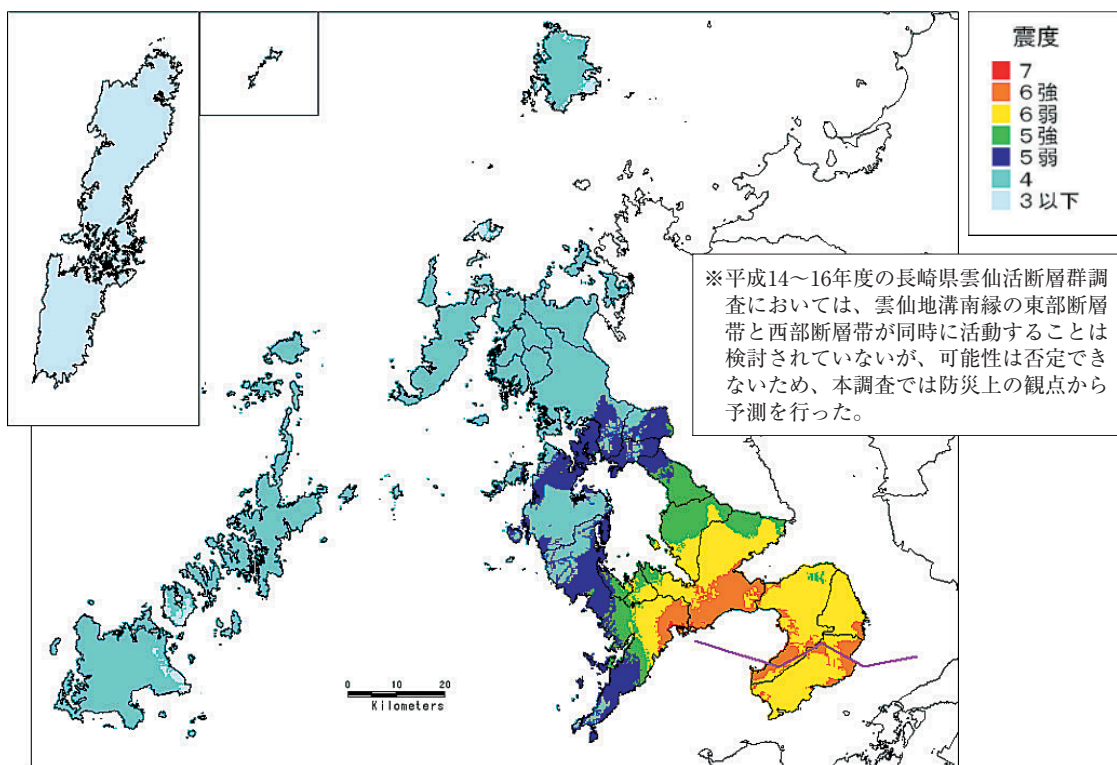 震度
7
6強
6弱
5強
5弱
4
3以下
※平成14〜16年度の長崎県雲仙活断層群調
査においては、雲仙地溝南縁の東部断層
帯と西部断層帯が同時に活動することは
検討されていないが、可能性は否定でき
ないため、本調査では防災上の観点から
予測を行った。
0 10 20
Kilometers